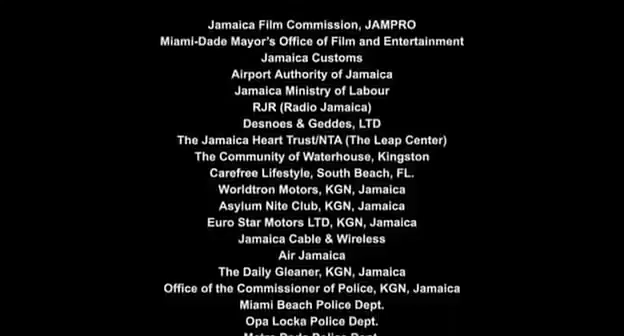 Jamaica Film Commission, JAMPRO
Miami-Dade Mayor's Office of Film and Entertainment
Jamaica Customs
Airport Authority of Jamaica
Jamaica Ministry of Labour
RJR (Radio Jamaica)
Desnoes & Geddes, LTD
The Jamaica Heart Trust/NTA (The Leap Center)
The Community of Waterhouse, Kingston
Carefree Lifestyle, South Beach, FL.
Worldtron Motors, KGN, Jamaica
Asylum Nite Club, KGN, Jamaica
Euro Star Motors LTD, KGN, Jamaica
Jamaica Cable & Wireless
Air Jamaica
The Daily Gleaner, KGN, Jamaica
Office of the Commissioner of Police, KGN, Jamaica
Miami Beach Police Dept.
Opa Locka Police Dept.
Metro Dade Police Dept.